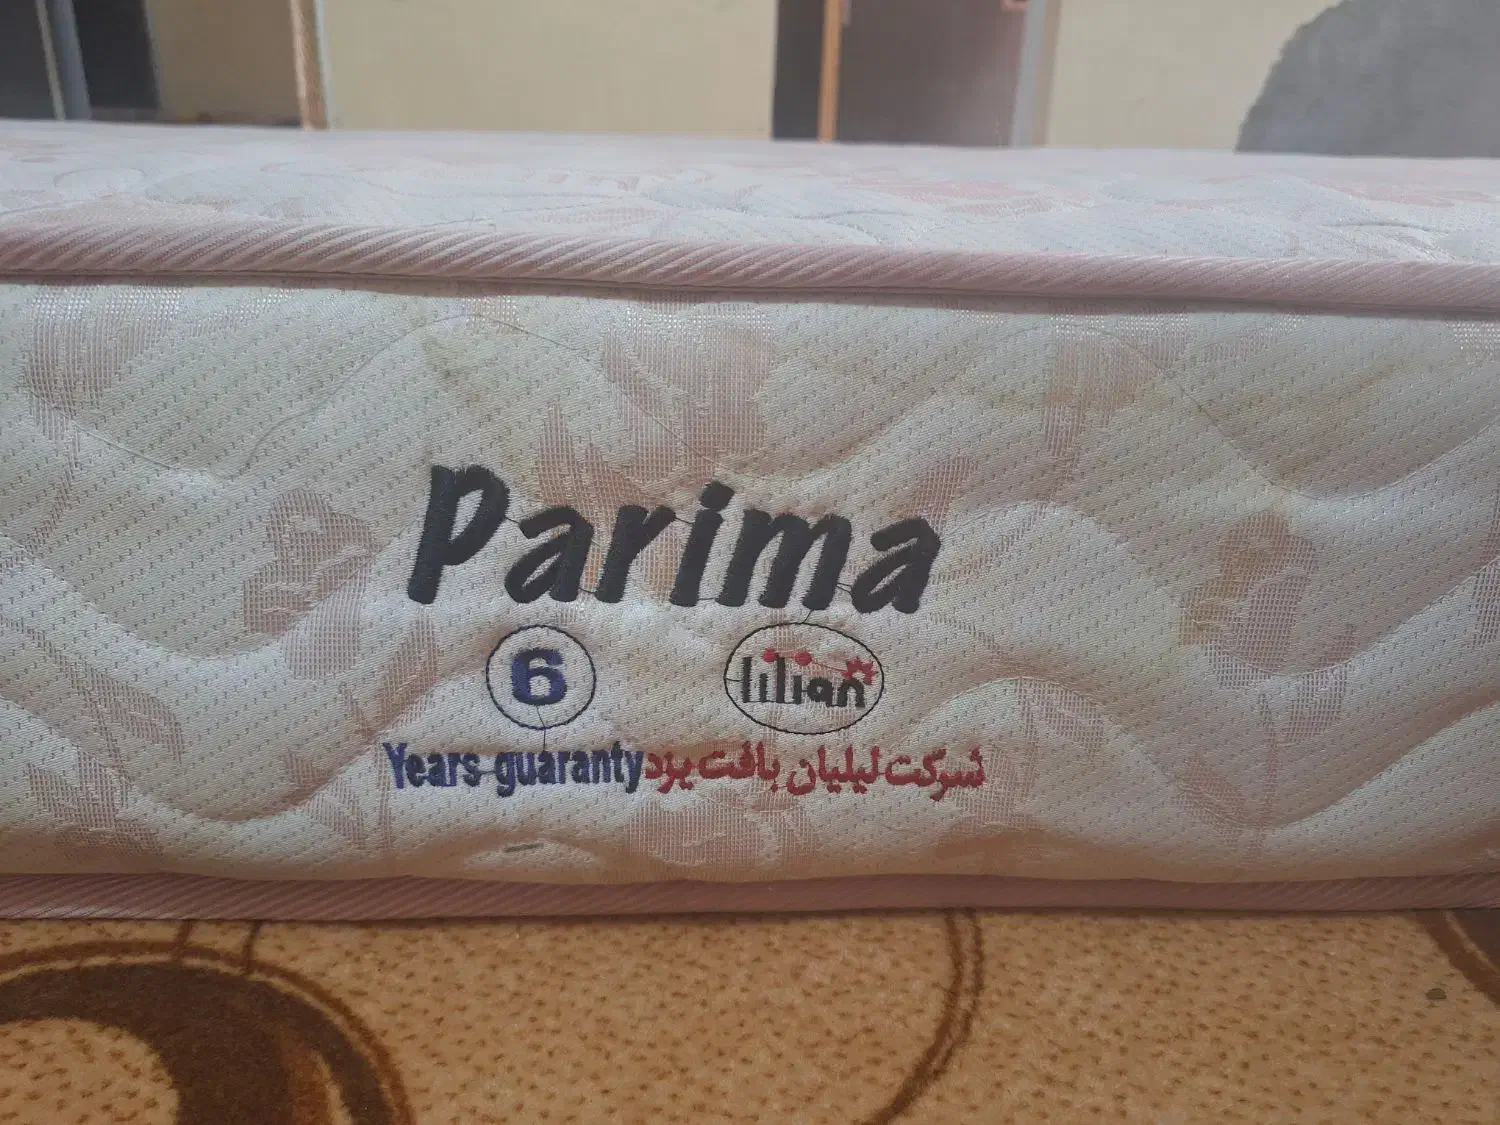 Parima
6
lilian
Years guaranty
شرکت لیلیان بافت یزد